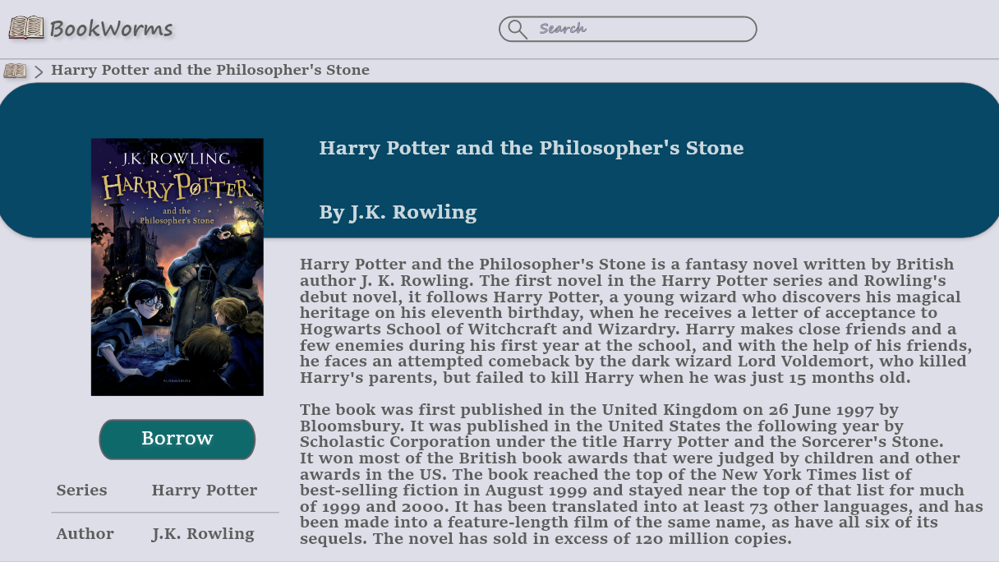 BookWorms
Search
Harry Potter and the Philosopher's Stone
J.K. ROWLING
HARRY POTTER
and the
Philosopher's Stone
BLOOMSBURY
Harry Potter and the Philosopher's Stone
By J.K. Rowling
Harry Potter and the Philosopher's Stone is a fantasy novel written by British
author J. K. Rowling. The first novel in the Harry Potter series and Rowling's
debut novel, it follows Harry Potter, a young wizard who discovers his magical
heritage on his eleventh birthday, when he receives a letter of acceptance to
Hogwarts School of Witchcraft and Wizardry. Harry makes close friends and a
few enemies during his first year at the school, and with the help of his friends,
he faces an attempted comeback by the dark wizard Lord Voldemort, who killed
Harry's parents, but failed to kill Harry when he was just 15 months old.
The book was first published in the United Kingdom on 26 June 1997 by
Bloomsbury. It was published in the United States the following year by
Scholastic Corporation under the title Harry Potter and the Sorcerer's Stone.
It won most of the British book awards that were judged by children and other
awards in the US. The book reached the top of the New York Times list of
best-selling fiction in August 1999 and stayed near the top of that list for much
of 1999 and 2000. It has been translated into at least 73 other languages, and has
been made into a feature-length film of the same name, as have all six of its
sequels. The novel has sold in excess of 120 million copies.
Borrow
Series Harry Potter
Author J.K. Rowling